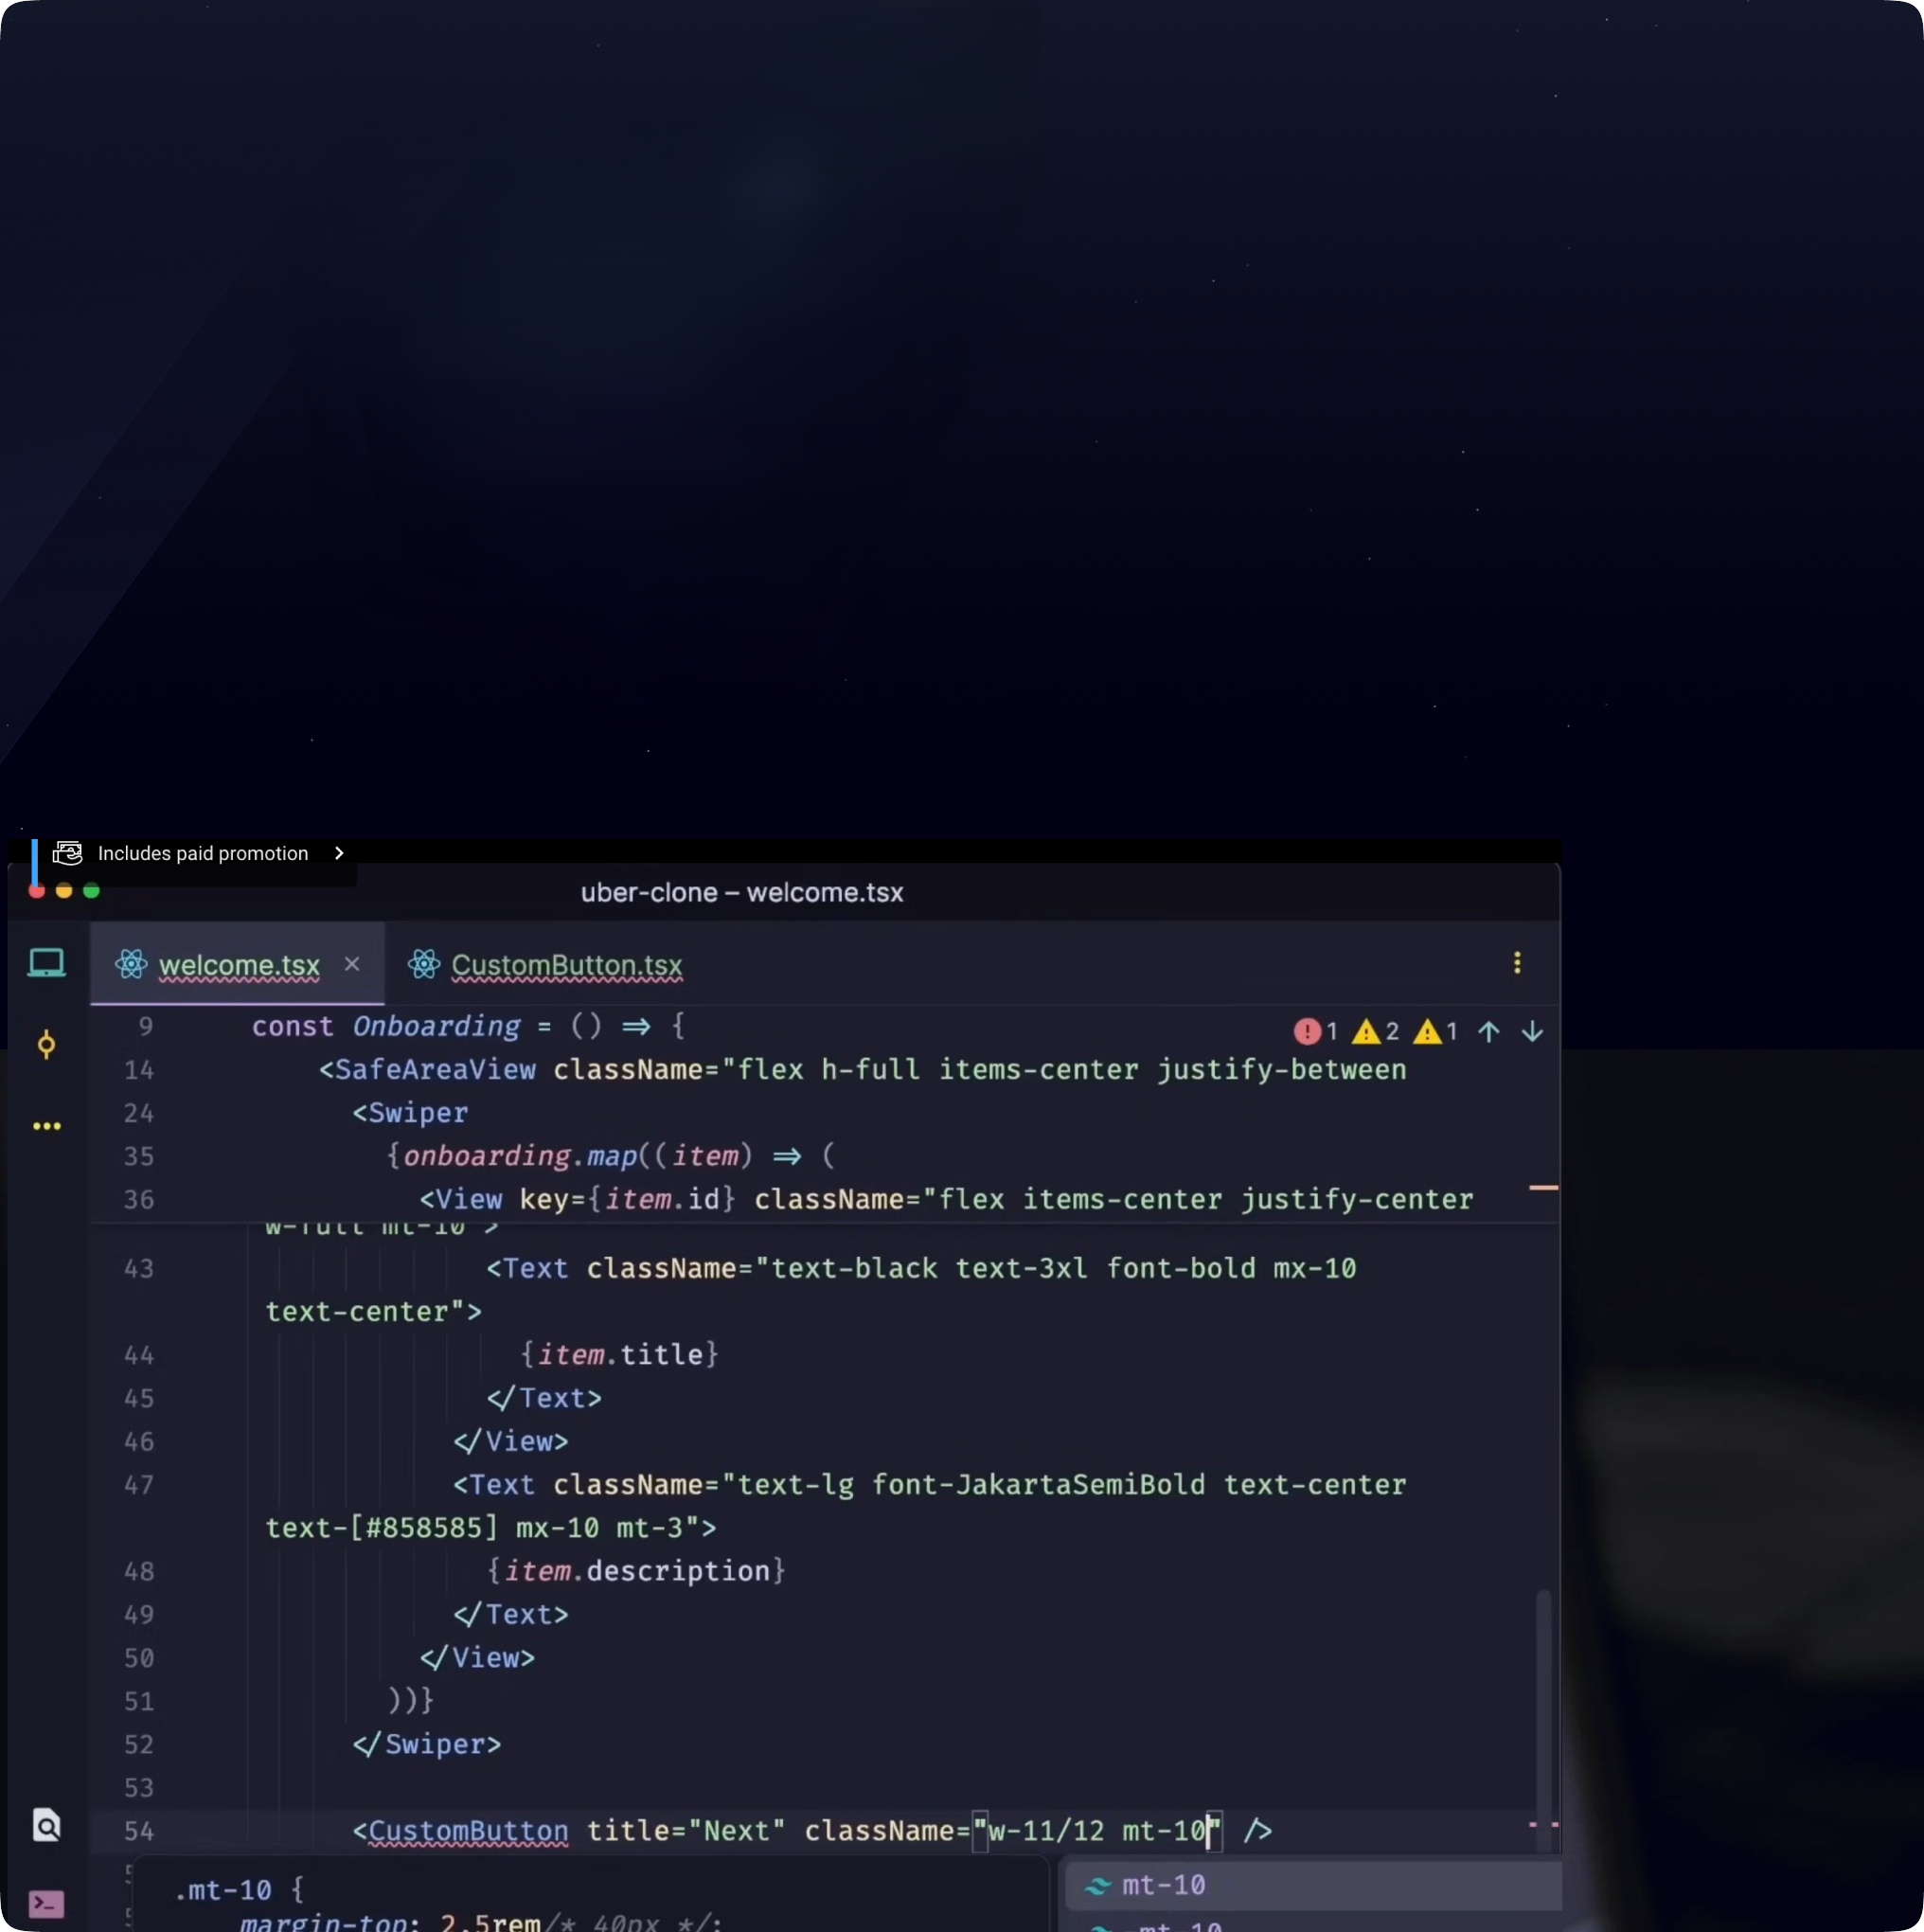 Includes paid promotion
uber-clone – welcome.tsx
welcome.tsx × CustomButton.tsx
9 const Onboarding = () => { 1 2 1
14 <SafeAreaView className="flex h-full items-center justify-between
24 <Swiper
35 {onboarding.map((item) => (
36 <View key={item.id} className="flex items-center justify-center
w-full mt-10">
43 <Text className="text-black text-3xl font-bold mx-10
text-center">
44 {item.title}
45 </Text>
46 </View>
47 <Text className="text-lg font-JakartaSemiBold text-center
text-[#858585] mx-10 mt-3">
48 {item.description}
49 </Text>
50 </View>
51 ))}
52 </Swiper>
53
54 <CustomButton title="Next" className="w-11/12 mt-10" />
.mt-10 { mt-10
margin-top: 2.5rem/* 40px */; -mt-10